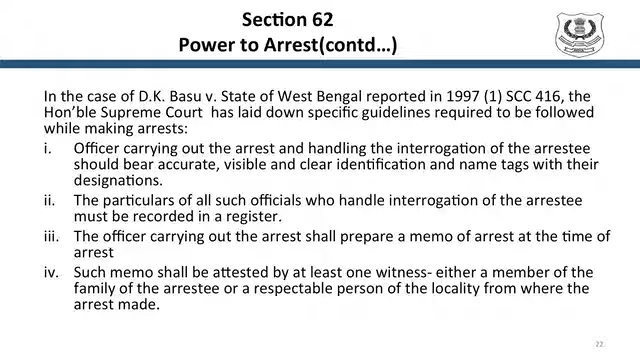 Section 62
Power to Arrest(contd...)
In the case of D.K. Basu v. State of West Bengal reported in 1997 (1) SCC 416, the
Hon'ble Supreme Court  has laid down specific guidelines required to be followed
while making arrests:
i. Officer carrying out the arrest and handling the interrogation of the arrestee
should bear accurate, visible and clear identification and name tags with their
designations.
ii. The particulars of all such officials who handle interrogation of the arrestee
must be recorded in a register.
iii. The officer carrying out the arrest shall prepare a memo of arrest at the time of
arrest
iv. Such memo shall be attested by at least one witness- either a member of the
family of the arrestee or a respectable person of the locality from where the
arrest made.
22